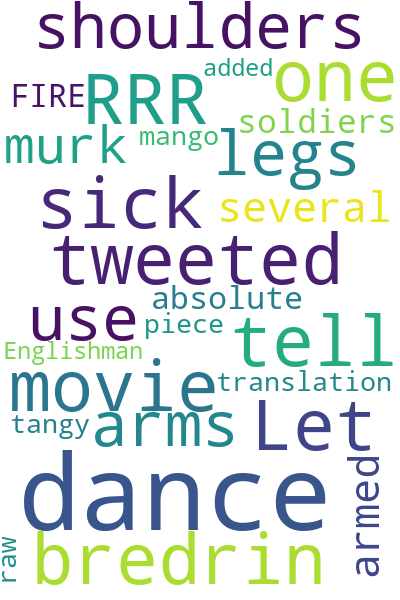 shoulders
added
one
FIRE
RRR
soldiers
murk
mango
legs
sick
several
tweeted
absolute
use
piece
tell
Englishman
movie
translation
tangy
arms
Let
dance
armed
raw
bredrin